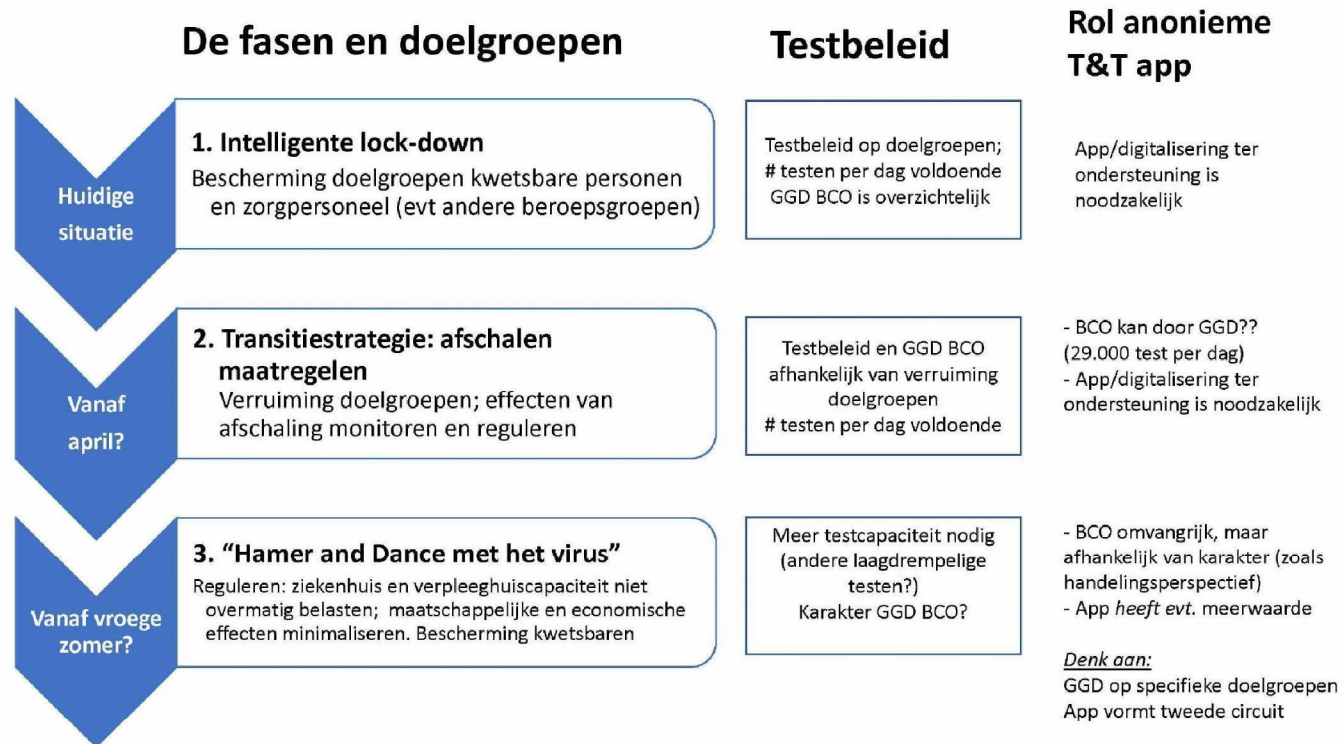 De fasen en doelgroepen
Testbeleid
Rol anonieme
T&T app
Huidige
situatie
1. Intelligente lock-down
Bescherming doelgroepen kwetsbare personen
en zorgpersoneel (evt andere beroepsgroepen)
Testbeleid op doelgroepen;
# testen per dag voldoende
GGD BCO is overzichtelijk
App/digitalisering ter
ondersteuning is
noodzakelijk
Vanaf
april?
2. Transitiestrategie: afschalen
maatregelen
Verruiming doelgroepen; effecten van
afschaling monitoren en reguleren
Testbeleid en GGD BCO
afhankelijk van verruiming
doelgroepen
# testen per dag voldoende
- BCO kan door GGD??
(29.000 test per dag)
- App/digitalisering ter
ondersteuning is noodzakelijk
Vanaf vroege
zomer?
3. “Hamer and Dance met het virus”
Reguleren: ziekenhuis en verpleeghuiscapaciteit niet
overmatig belasten; maatschappelijke en economische
effecten minimaliseren. Bescherming kwetsbaren
Meer testcapaciteit nodig
(andere laagdrempelige
testen?)
Karakter GGD BCO?
- BCO omvangrijk, maar
afhankelijk van karakter (zoals
handelingsperspectief)
- App heeft evt. meerwaarde
Denk aan:
GGD op specifieke doelgroepen
App vormt tweede circuit